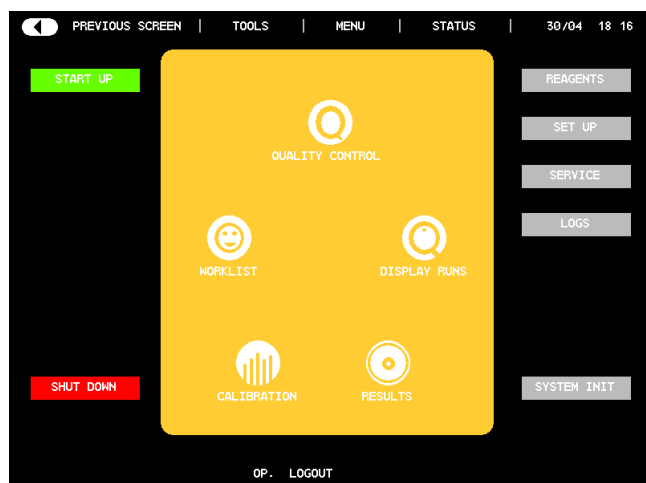 PREVIOUS SCREEN | TOOLS | MENU | STATUS | 30/04 18 16
START UP
REAGENTS
SET UP
QUALITY CONTROL
SERVICE
LOGS
WORKLIST
DISPLAY RUNS
SHUT DOWN
CALIBRATION
RESULTS
SYSTEM INIT
OP. LOGOUT